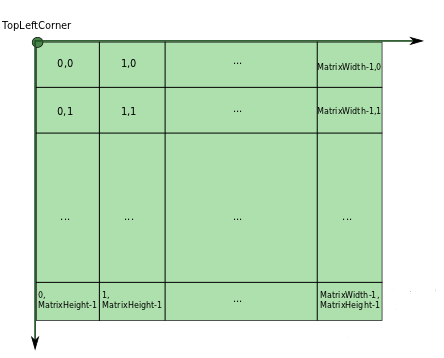 TopLeftCorner
0,0 1,0 ... MatrixWidth-1,0
0,1 1,1 ... MatrixWidth-1,1
... ... ... ...
0, 1, MatrixWidth-1,
MatrixHeight-1 MatrixHeight-1 ... MatrixHeight-1